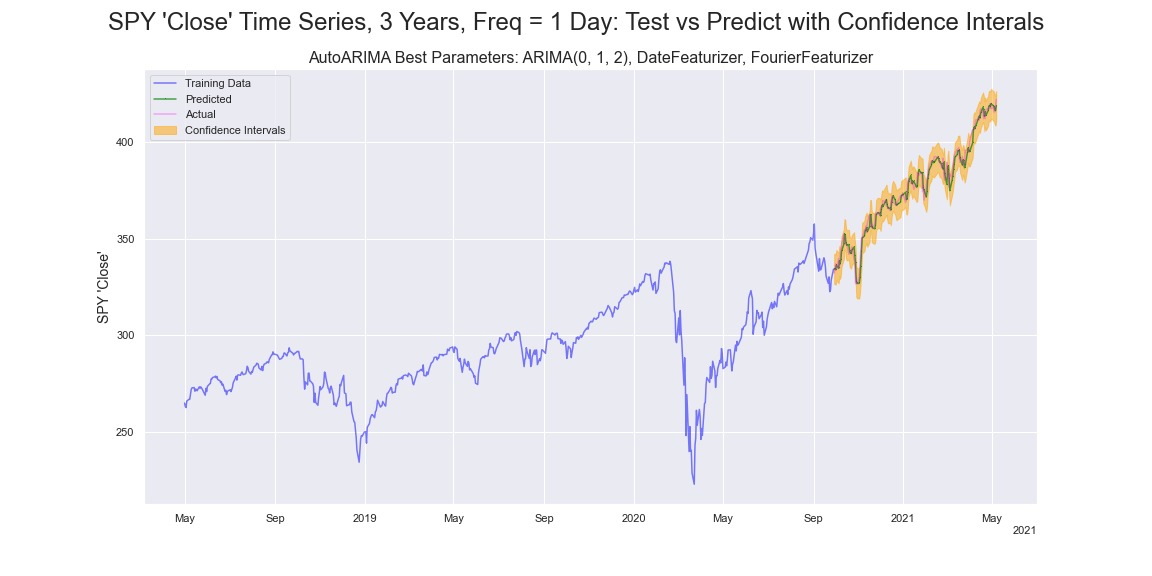 SPY 'Close' Time Series, 3 Years, Freq = 1 Day: Test vs Predict with Confidence Interals
AutoARIMA Best Parameters: ARIMA(0, 1, 2), DateFeaturizer, FourierFeaturizer
Training Data
Predicted
Actual
Confidence Intervals
SPY 'Close'
400
350
300
250
May Sep 2019 May Sep 2020 May Sep 2021 May
2021